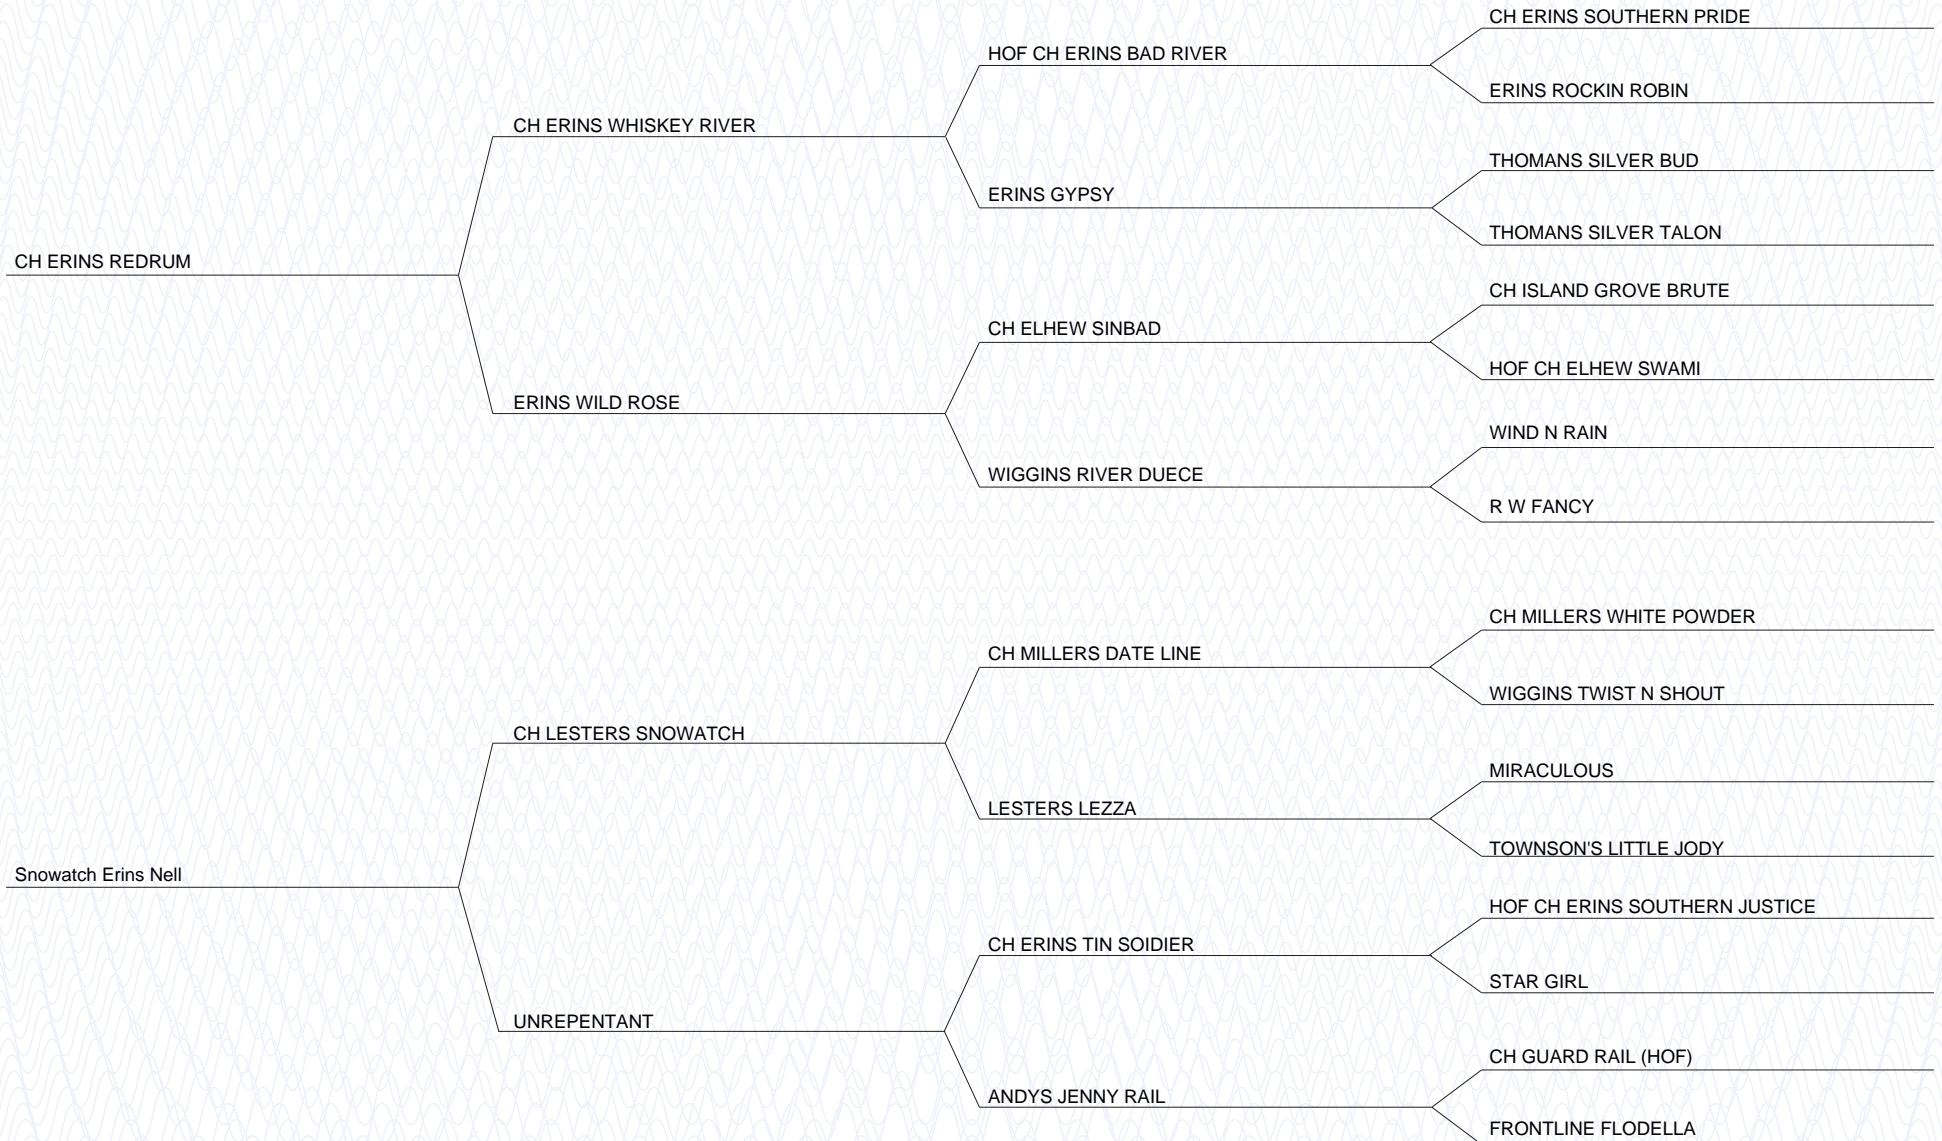 CH ERINS SOUTHERN PRIDE
HOF CH ERINS BAD RIVER
ERINS ROCKIN ROBIN
CH ERINS WHISKEY RIVER
THOMANS SILVER BUD
ERINS GYPSY
THOMANS SILVER TALON
CH ERINS REDRUM
CH ISLAND GROVE BRUTE
CH ELHEW SINBAD
HOF CH ELHEW SWAMI
ERINS WILD ROSE
WIND N RAIN
WIGGINS RIVER DUECE
R W FANCY
CH MILLERS WHITE POWDER
CH MILLERS DATE LINE
WIGGINS TWIST N SHOUT
CH LESTERS SNOWATCH
MIRACULOUS
LESTERS LEZZA
TOWNSON'S LITTLE JODY
Snowatch Erins Nell
HOF CH ERINS SOUTHERN JUSTICE
CH ERINS TIN SOIDIER
STAR GIRL
UNREPENTANT
CH GUARD RAIL (HOF)
ANDYS JENNY RAIL
FRONTLINE FLODELLA